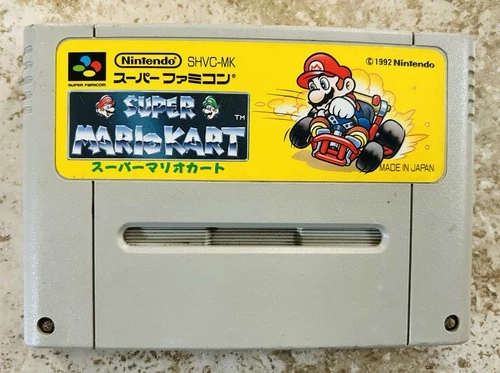 Nintendo SHVC-MK
© 1992 Nintendo
SUPER FAMICOM
スーパーファミコン®
SUPER
MARIO KART TM
スーパーマリオカート
MADE IN JAPAN